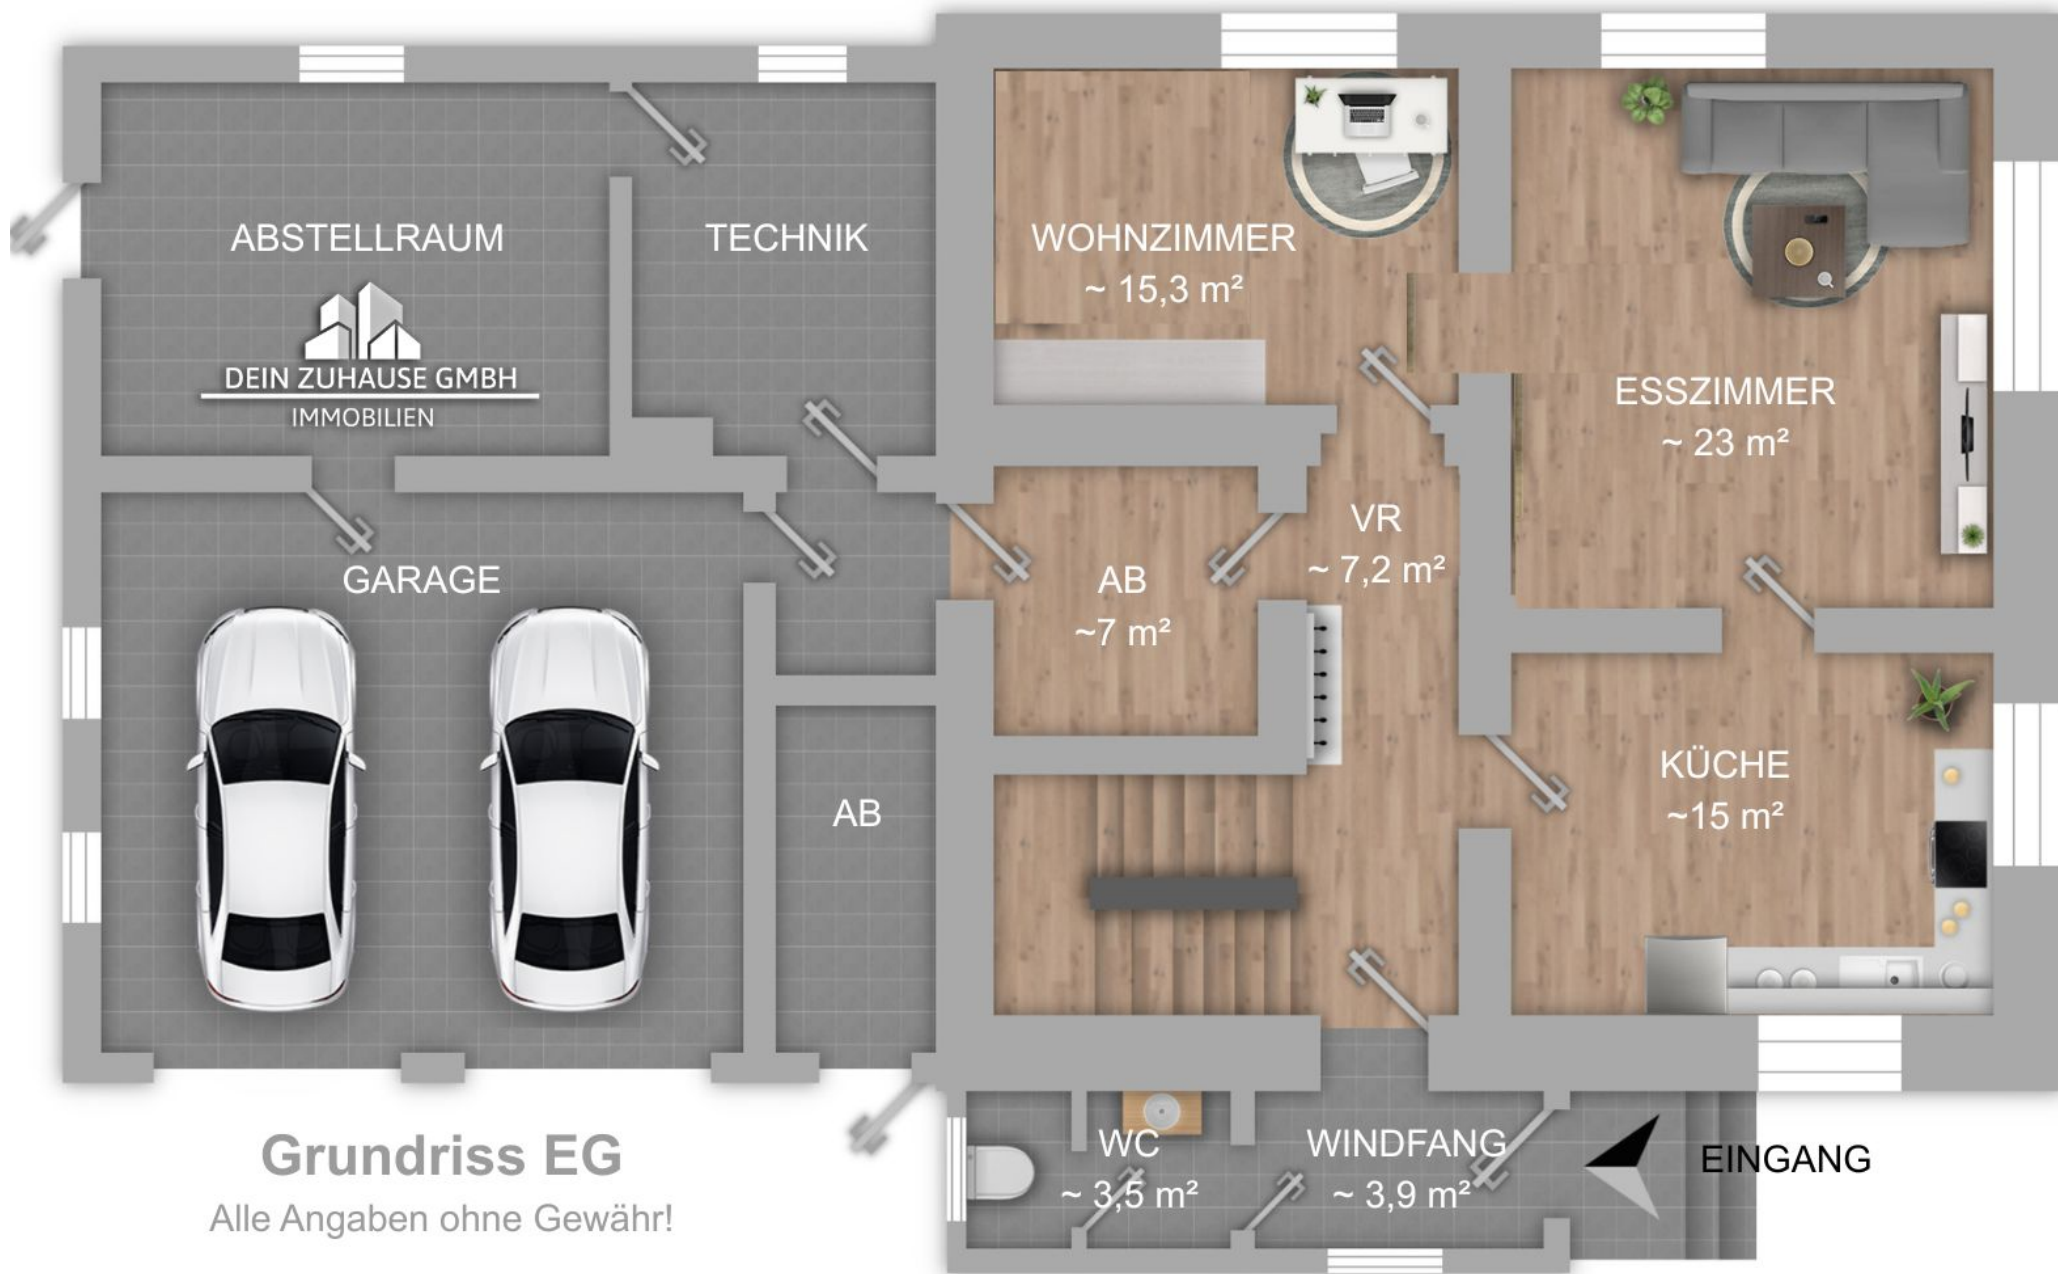 ABSTELLRAUM
TECHNIK
WOHNZIMMER
~ 15,3 m²
DEIN ZUHAUSE GMBH
IMMOBILIEN
ESSZIMMER
~ 23 m²
GARAGE
AB
~7 m²
VR
~ 7,2 m²
AB
KÜCHE
~15 m²
WC
~ 3,5 m²
WINDFANG
~ 3,9 m²
EINGANG
Grundriss EG
Alle Angaben ohne Gewähr!